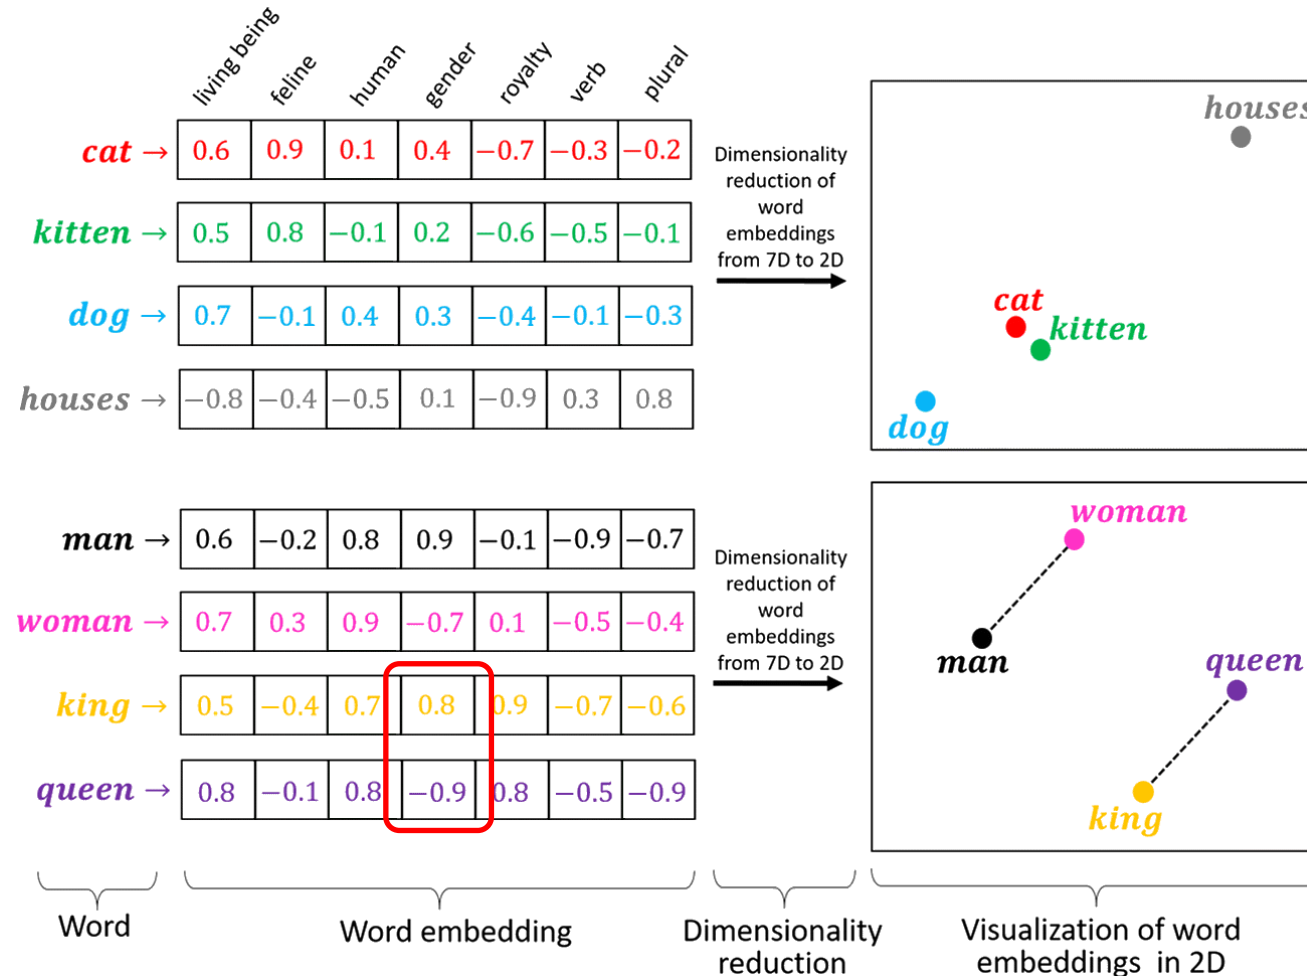 living being feline human gender royalty verb plural
cat → 0.6 0.9 0.1 0.4 −0.7 −0.3 −0.2
kitten → 0.5 0.8 −0.1 0.2 −0.6 −0.5 −0.1
dog → 0.7 −0.1 0.4 0.3 −0.4 −0.1 −0.3
houses → −0.8 −0.4 −0.5 0.1 −0.9 0.3 0.8
Dimensionality
reduction of
word
embeddings
from 7D to 2D
houses
cat
kitten
dog
man → 0.6 −0.2 0.8 0.9 −0.1 −0.9 −0.7
woman → 0.7 0.3 0.9 −0.7 0.1 −0.5 −0.4
king → 0.5 −0.4 0.7 0.8 0.9 −0.7 −0.6
queen → 0.8 −0.1 0.8 −0.9 0.8 −0.5 −0.9
Dimensionality
reduction of
word
embeddings
from 7D to 2D
woman
man
queen
king
Word
Word embedding
Dimensionality
reduction
Visualization of word
embeddings in 2D